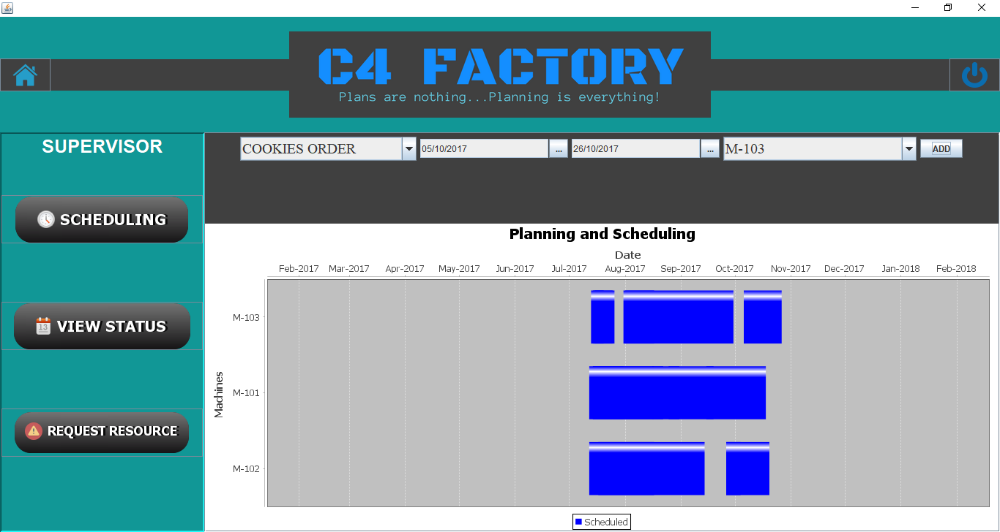 C4 FACTORY
Plans are nothing...Planning is everything!
SUPERVISOR
COOKIES ORDER 05/10/2017 ... 26/10/2017 ... M-103 ADD
SCHEDULING
VIEW STATUS
13
REQUEST RESOURCE
Planning and Scheduling
Date
Feb-2017 Mar-2017 Apr-2017 May-2017 Jun-2017 Jul-2017 Aug-2017 Sep-2017 Oct-2017 Nov-2017 Dec-2017 Jan-2018 Feb-2018
Machines
M-103
M-101
M-102
Scheduled